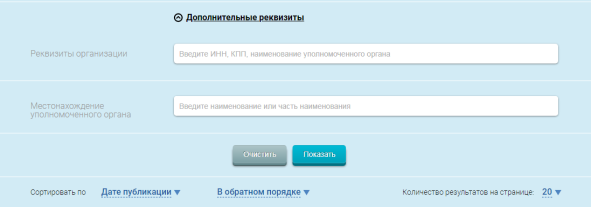 Дополнительные реквизиты
Реквизиты организации
Введите ИНН, КПП, наименование уполномоченного органа
Местонахождение
уполномоченного органа
Введите наименование или часть наименования
Очистить Показать
Сортировать по Дате публикации В обратном порядке Количество результатов на странице: 20